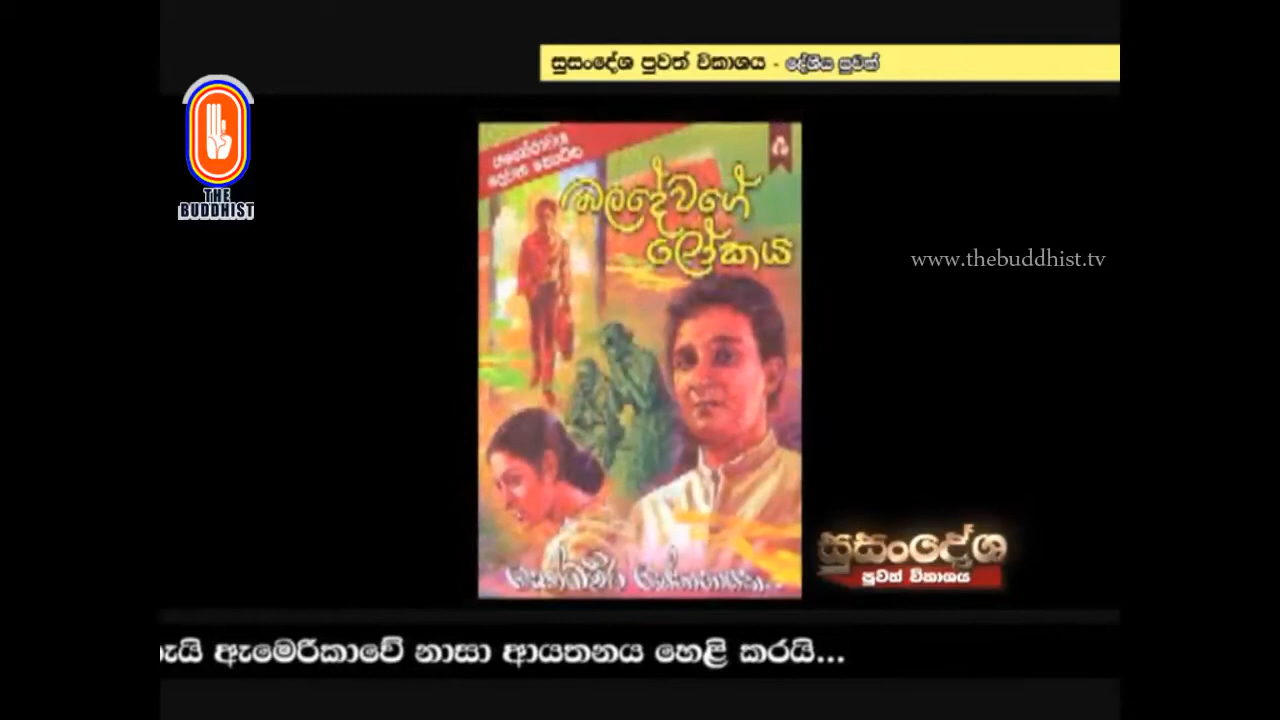 සුසංදේශ පුවත් විකාශය - දේශීය පුවත්
THE
BUDDHIST
බලදේවගේ
ලෝකය
www.thebuddhist.tv
සුසංදේශ
පුවත් විකාශය
ැයි ඇමෙරිකාවේ නාසා ආයතනය හෙළි කරයි...